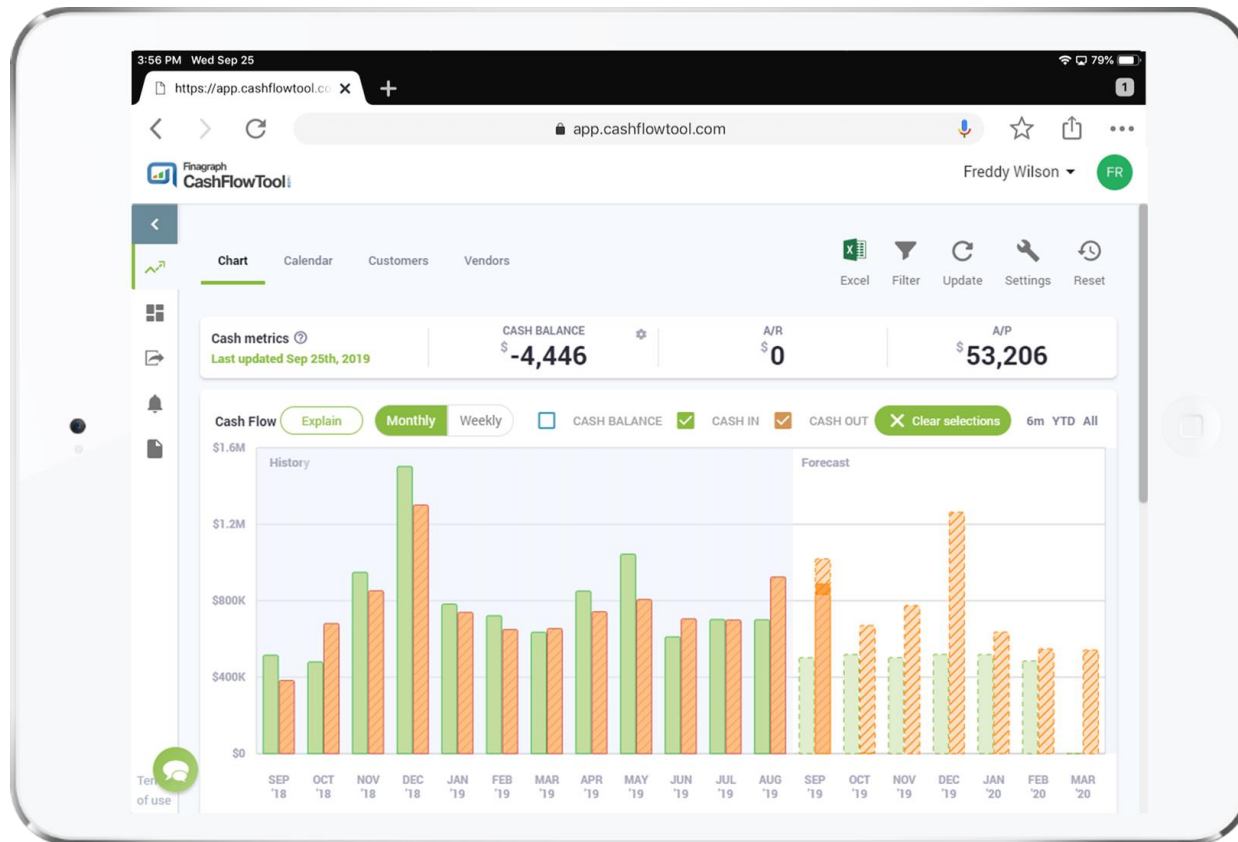 3:56 PM Wed Sep 25
79%
https://app.cashflowtool.co
1
app.cashflowtool.com
Finagraph
CashFlowTool
Freddy Wilson
FR
Chart Calendar Customers Vendors
Excel Filter Update Settings Reset
Cash metrics
Last updated Sep 25th, 2019
CASH BALANCE
$-4,446
A/R
$0
A/P
$53,206
Cash Flow Explain Monthly Weekly CASH BALANCE CASH IN CASH OUT Clear selections 6m YTD All
$1.6M
History Forecast
$1.2M
$800K
$400K
$0
SEP OCT NOV DEC JAN FEB MAR APR MAY JUN JUL AUG SEP OCT NOV DEC JAN FEB MAR
'18 '18 '18 '18 '19 '19 '19 '19 '19 '19 '19 '19 '19 '19 '19 '19 '20 '20 '20
of use